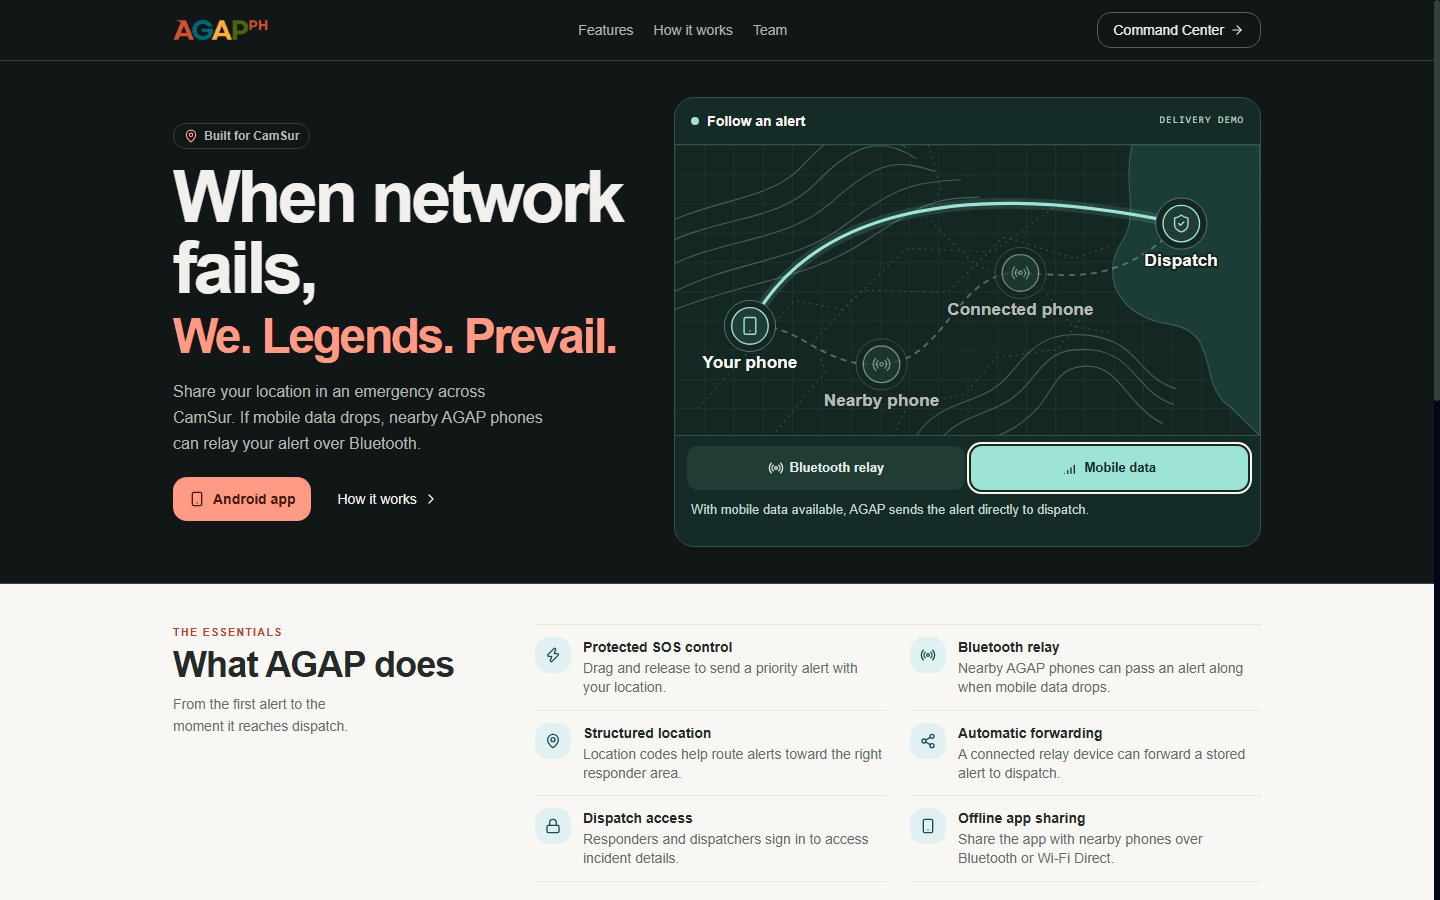 AGAPPH
Features
How it works
Team
Command Center
Built for CamSur
When network
fails,
We. Legends. Prevail.
Share your location in an emergency across
CamSur. If mobile data drops, nearby AGAP phones
can relay your alert over Bluetooth.
Android app
How it works
Follow an alert
DELIVERY DEMO
Dispatch
Connected phone
Your phone
Nearby phone
Bluetooth relay
Mobile data
With mobile data available, AGAP sends the alert directly to dispatch.
THE ESSENTIALS
What AGAP does
From the first alert to the
moment it reaches dispatch.
Protected SOS control
Drag and release to send a priority alert with
your location.
Bluetooth relay
Nearby AGAP phones can pass an alert along
when mobile data drops.
Structured location
Location codes help route alerts toward the right
responder area.
Automatic forwarding
A connected relay device can forward a stored
alert to dispatch.
Dispatch access
Responders and dispatchers sign in to access
incident details.
Offline app sharing
Share the app with nearby phones over
Bluetooth or Wi-Fi Direct.